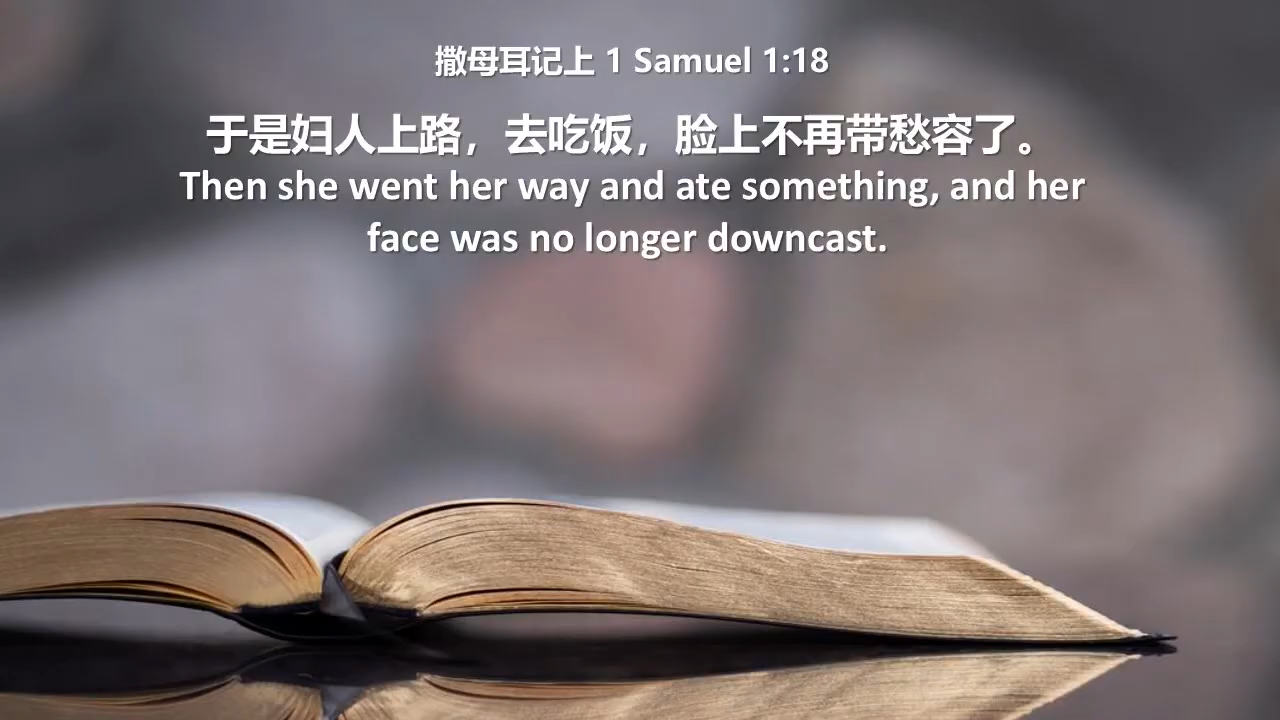 撒母耳记上 1 Samuel 1:18
于是妇人上路，去吃饭，脸上不再带愁容了。
Then she went her way and ate something, and her
face was no longer downcast.